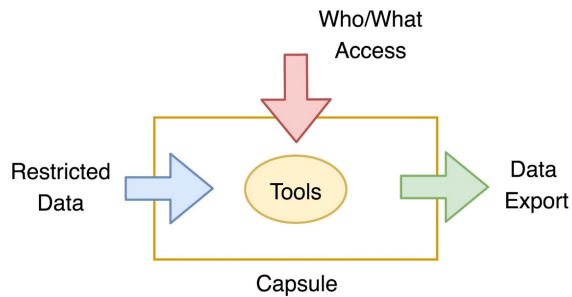 Who/What
Access
Restricted
Data
Tools
Data
Export
Capsule